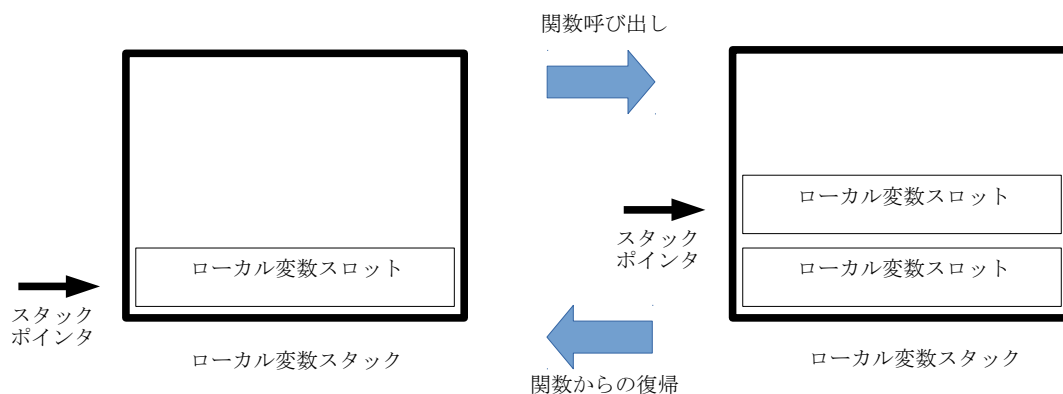 関数呼び出し
ローカル変数スロット
スタック
ポインタ
ローカル変数スロット
ローカル変数スロット
スタック
ポインタ
ローカル変数スタック
ローカル変数スタック
関数からの復帰